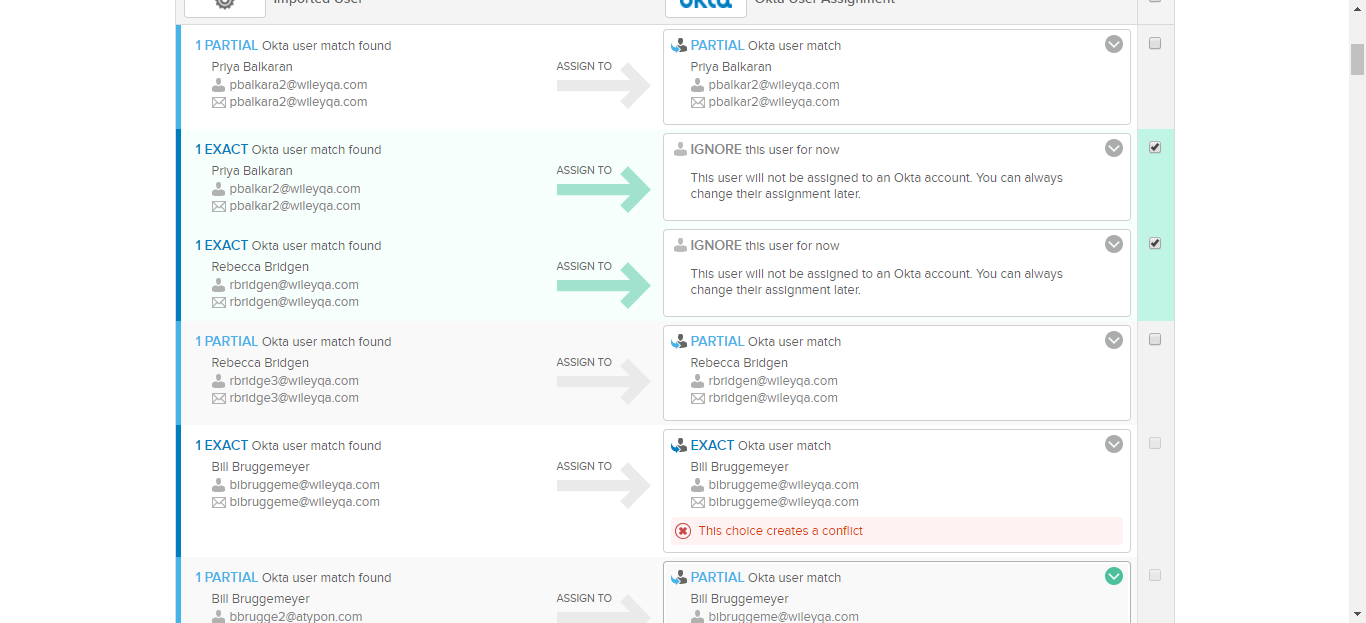 Imported User
okta Okta User Assignment
1 PARTIAL Okta user match found
Priya Balkaran
pbalkara2@wileyqa.com
pbalkara2@wileyqa.com
ASSIGN TO
PARTIAL Okta user match
Priya Balkaran
pbalkar2@wileyqa.com
pbalkar2@wileyqa.com
1 EXACT Okta user match found
Priya Balkaran
pbalkar2@wileyqa.com
pbalkar2@wileyqa.com
ASSIGN TO
IGNORE this user for now
This user will not be assigned to an Okta account. You can always
change their assignment later.
1 EXACT Okta user match found
Rebecca Bridgen
rbridgen@wileyqa.com
rbridgen@wileyqa.com
ASSIGN TO
IGNORE this user for now
This user will not be assigned to an Okta account. You can always
change their assignment later.
1 PARTIAL Okta user match found
Rebecca Bridgen
rbridge3@wileyqa.com
rbridge3@wileyqa.com
ASSIGN TO
PARTIAL Okta user match
Rebecca Bridgen
rbridgen@wileyqa.com
rbridgen@wileyqa.com
1 EXACT Okta user match found
Bill Bruggemeyer
bibruggeme@wileyqa.com
bibruggeme@wileyqa.com
ASSIGN TO
EXACT Okta user match
Bill Bruggemeyer
bibruggeme@wileyqa.com
bibruggeme@wileyqa.com
This choice creates a conflict
1 PARTIAL Okta user match found
Bill Bruggemeyer
bbrugge2@atypon.com
ASSIGN TO
PARTIAL Okta user match
Bill Bruggemeyer
bibruggeme@wileyqa.com